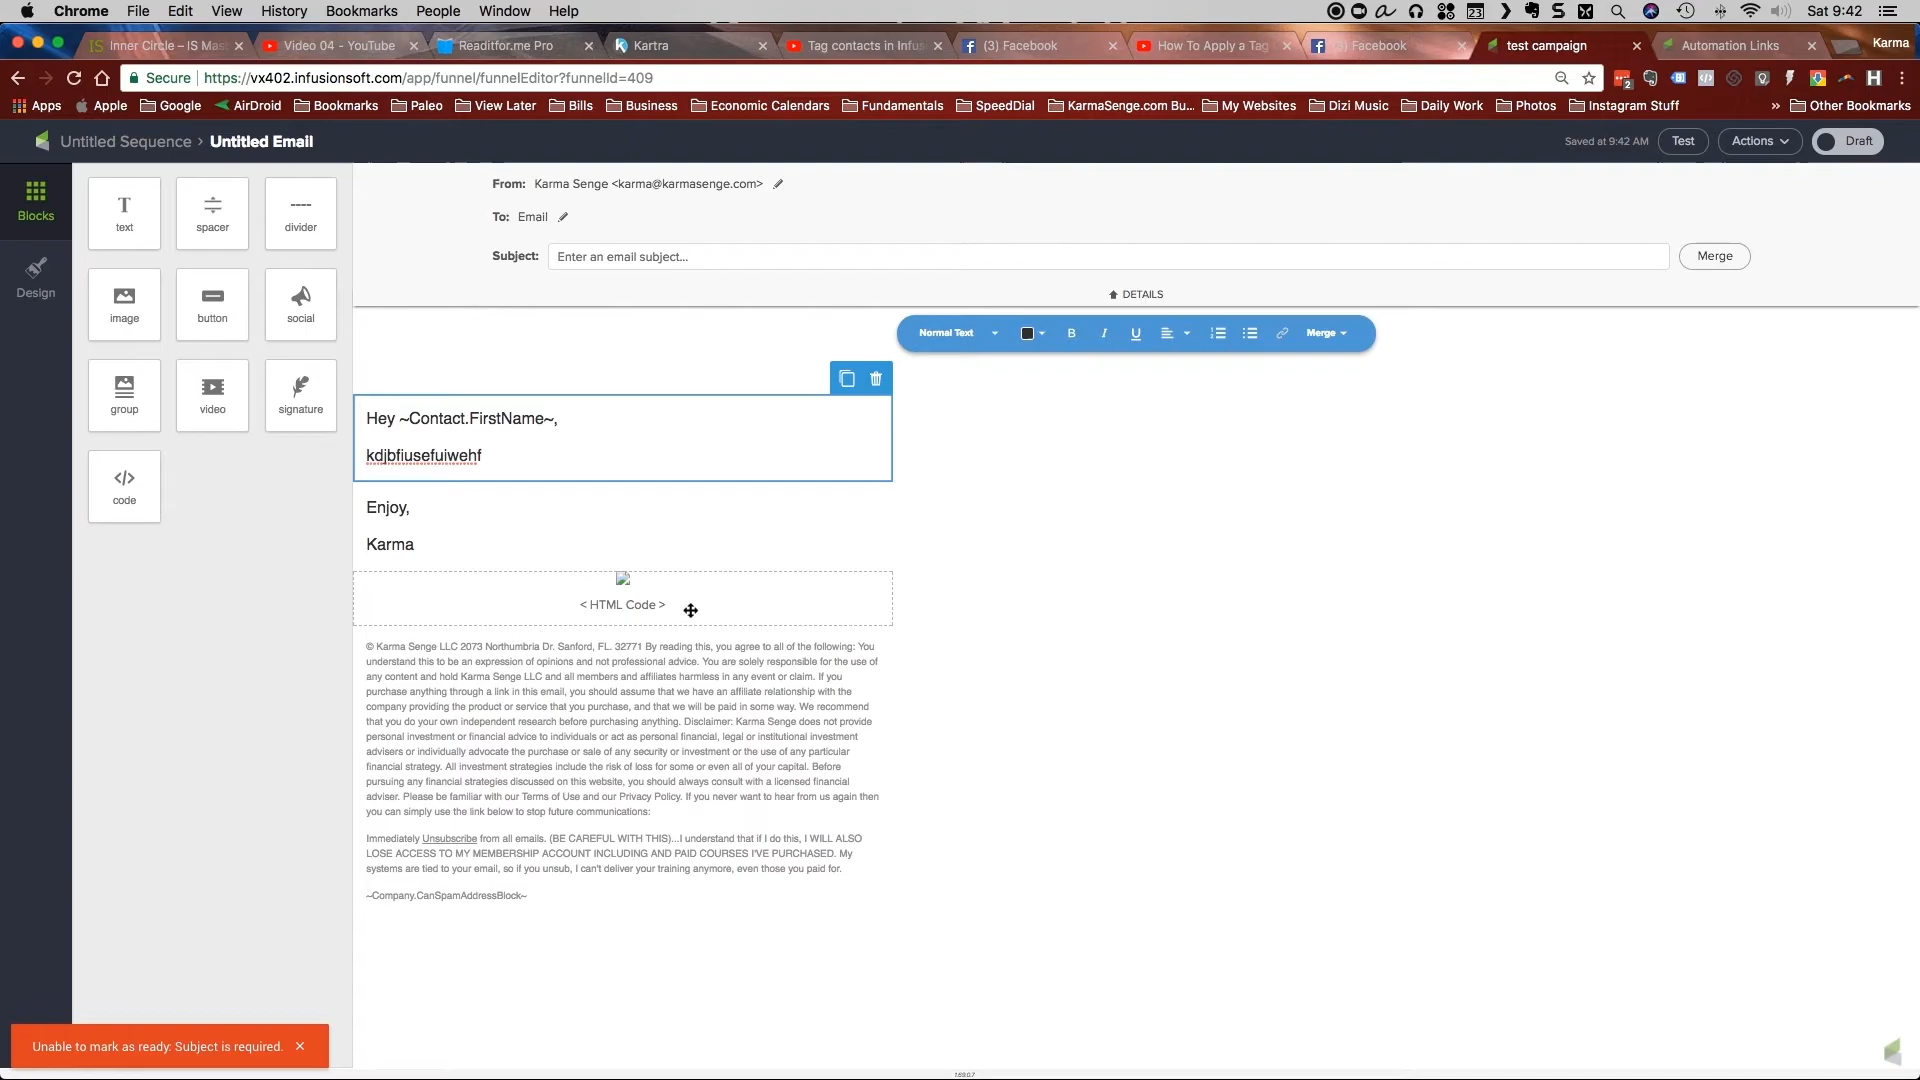 Chrome File Edit View History Bookmarks People Window Help 23 Sat 9:42
Inner Circle – IS Mas Video 04 - YouTube Readitfor.me Pro Kartra Tag contacts in Infus (3) Facebook How To Apply a Tag (3) Facebook test campaign Automation Links Karma
Secure https://vx402.infusionsoft.com/app/funnel/funnelEditor?funnelId=409
Apps Apple Google AirDroid Bookmarks Paleo View Later Bills Business Economic Calendars Fundamentals SpeedDial KarmaSenge.com Bu... My Websites Dizi Music Daily Work Photos Instagram Stuff » Other Bookmarks
Untitled Sequence › Untitled Email Saved at 9:42 AM Test Actions Draft
Blocks
Design
text spacer divider
image button social
group video signature
code
From: Karma Senge <karma@karmasenge.com>
To: Email
Subject: Enter an email subject... Merge
DETAILS
Normal Text B I U Merge
Hey ~Contact.FirstName~,
kdjbfiusefuiwehf
Enjoy,
Karma
< HTML Code >
© Karma Senge LLC 2073 Northumbria Dr. Sanford, FL. 32771 By reading this, you agree to all of the following: You
understand this to be an expression of opinions and not professional advice. You are solely responsible for the use of
any content and hold Karma Senge LLC and all members and affiliates harmless in any event or claim. If you
purchase anything through a link in this email, you should assume that we have an affiliate relationship with the
company providing the product or service that you purchase, and that we will be paid in some way. We recommend
that you do your own independent research before purchasing anything. Disclaimer: Karma Senge does not provide
personal investment or financial advice to individuals or act as personal financial, legal or institutional investment
advisers or individually advocate the purchase or sale of any security or investment or the use of any particular
financial strategy. All investment strategies include the risk of loss for some or even all of your capital. Before
pursuing any financial strategies discussed on this website, you should always consult with a licensed financial
adviser. Please be familiar with our Terms of Use and our Privacy Policy. If you never want to hear from us again then
you can simply use the link below to stop future communications:
Immediately Unsubscribe from all emails. (BE CAREFUL WITH THIS)...I understand that if I do this, I WILL ALSO
LOSE ACCESS TO MY MEMBERSHIP ACCOUNT INCLUDING AND PAID COURSES I'VE PURCHASED. My
systems are tied to your email, so if you unsub, I can't deliver your training anymore, even those you paid for.
~Company.CanSpamAddressBlock~
Unable to mark as ready: Subject is required. ×